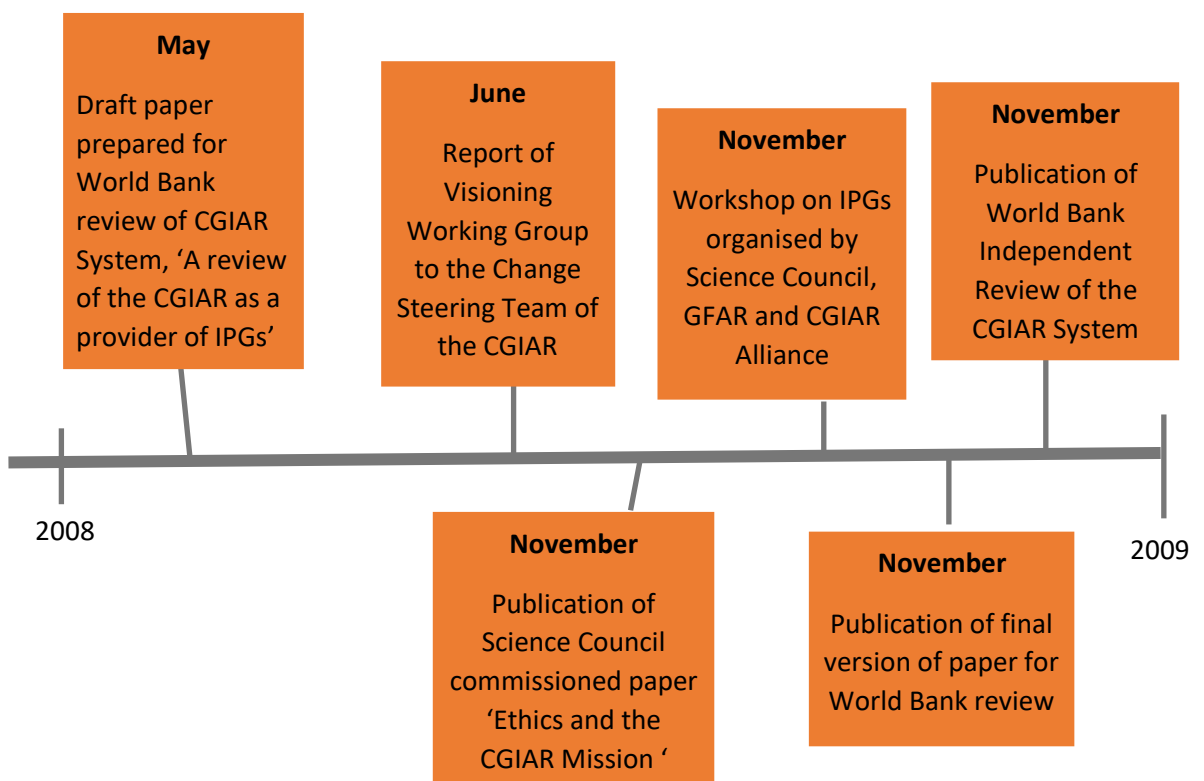 May
Draft paper
prepared for
World Bank
review of CGIAR
System, ‘A review
of the CGIAR as a
provider of IPGs’
June
Report of
Visioning
Working Group
to the Change
Steering Team of
the CGIAR
November
Workshop on IPGs
organised by
Science Council,
GFAR and CGIAR
Alliance
November
Publication of
World Bank
Independent
Review of the
CGIAR System
2008
2009
November
Publication of
Science Council
commissioned paper
‘Ethics and the
CGIAR Mission ‘
November
Publication of final
version of paper for
World Bank review